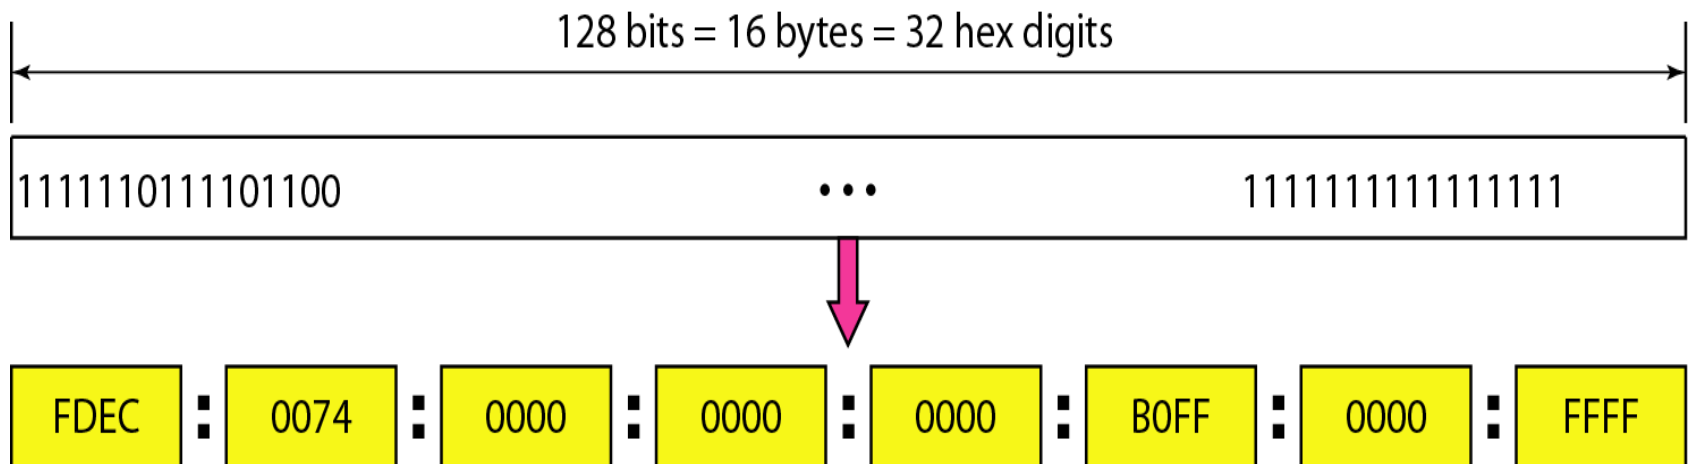 128 bits = 16 bytes = 32 hex digits
1111110111101100 ••• 1111111111111111
FDEC : 0074 : 0000 : 0000 : 0000 : B0FF : 0000 : FFFF